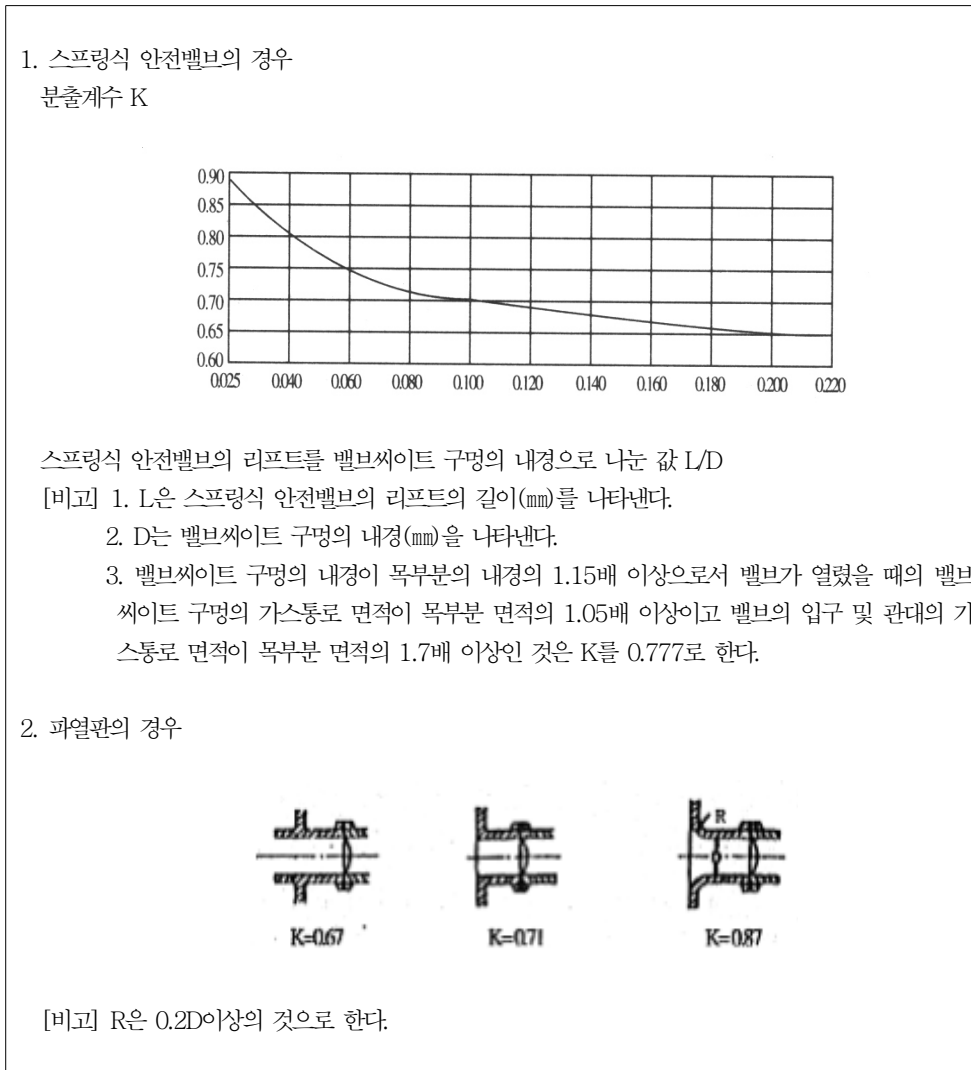 1. 스프링식 안전밸브의 경우
분출계수 K
0.90
0.85
0.80
0.75
0.70
0.65
0.60
0.025 0.040 0.060 0.080 0.100 0.120 0.140 0.160 0.180 0.200 0.220
스프링식 안전밸브의 리프트를 밸브씨이트 구멍의 내경으로 나눈 값 L/D
[비고] 1. L은 스프링식 안전밸브의 리프트의 길이(㎜)를 나타낸다.
2. D는 밸브씨이트 구멍의 내경(㎜)을 나타낸다.
3. 밸브씨이트 구멍의 내경이 목부분의 내경의 1.15배 이상으로서 밸브가 열렸을 때의 밸브
씨이트 구멍의 가스통로 면적이 목부분 면적의 1.05배 이상이고 밸브의 입구 및 관대의 가
스통로 면적이 목부분 면적의 1.7배 이상인 것은 K를 0.777로 한다.
2. 파열판의 경우
R
K=0.67 K=0.71 K=0.87
[비고] R은 0.2D이상의 것으로 한다.